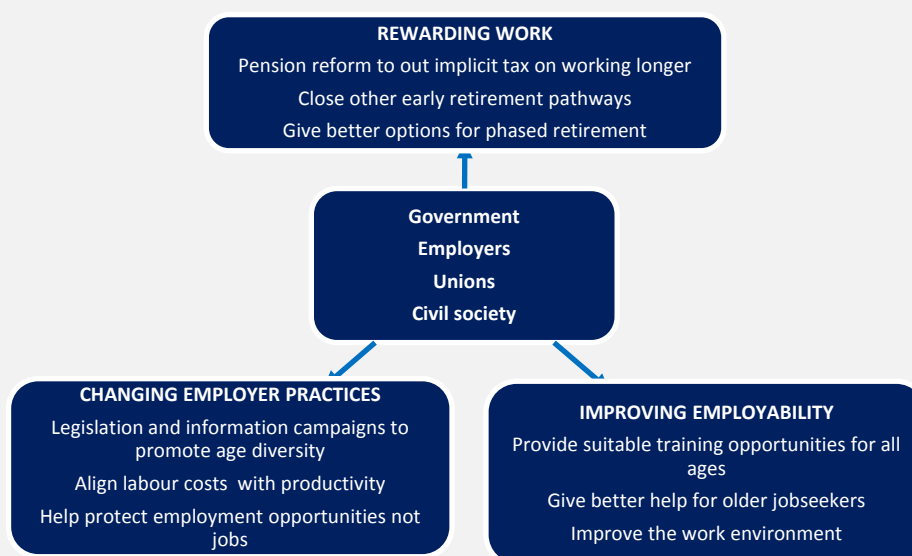 REWARDING WORK
Pension reform to out implicit tax on working longer
Close other early retirement pathways
Give better options for phased retirement
Government
Employers
Unions
Civil society
CHANGING EMPLOYER PRACTICES
Legislation and information campaigns to
promote age diversity
Align labour costs  with productivity
Help protect employment opportunities not
jobs
IMPROVING EMPLOYABILITY
Provide suitable training opportunities for all
ages
Give better help for older jobseekers
Improve the work environment